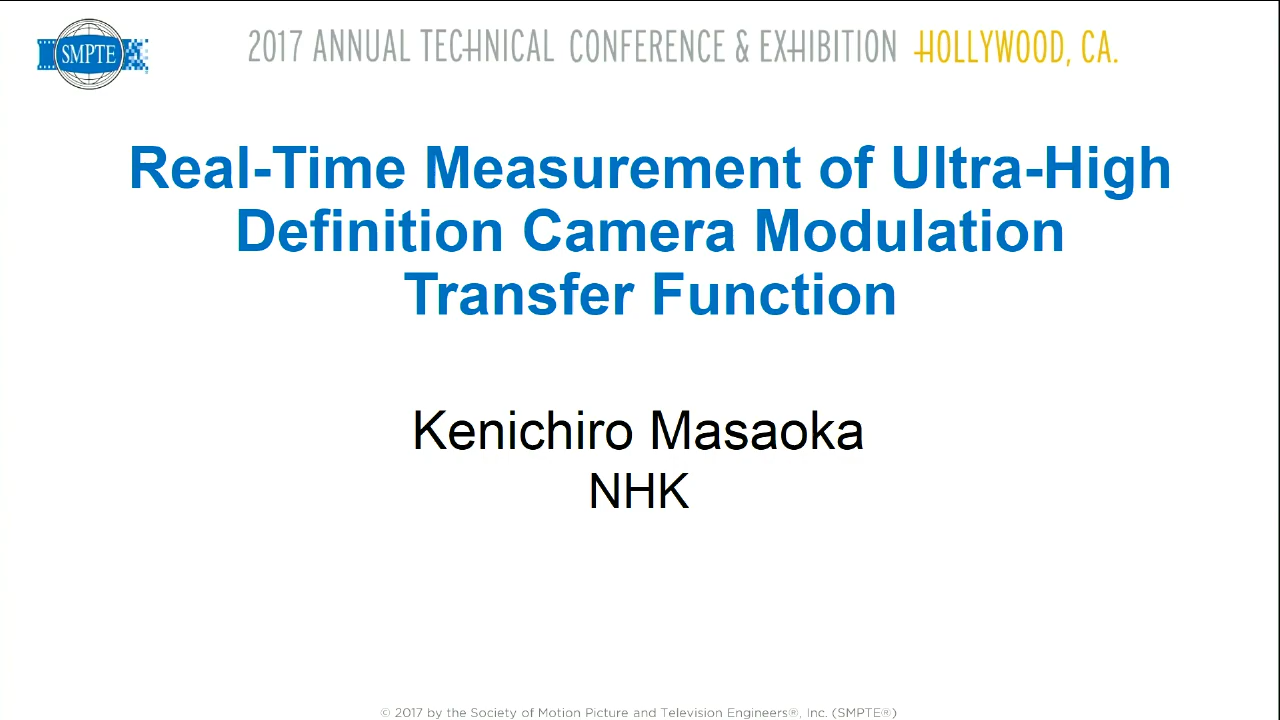 SMPTE
2017 ANNUAL TECHNICAL CONFERENCE & EXHIBITION HOLLYWOOD, CA.
Real-Time Measurement of Ultra-High
Definition Camera Modulation
Transfer Function
Kenichiro Masaoka
NHK
© 2017 by the Society of Motion Picture and Television Engineers®, Inc. (SMPTE®)